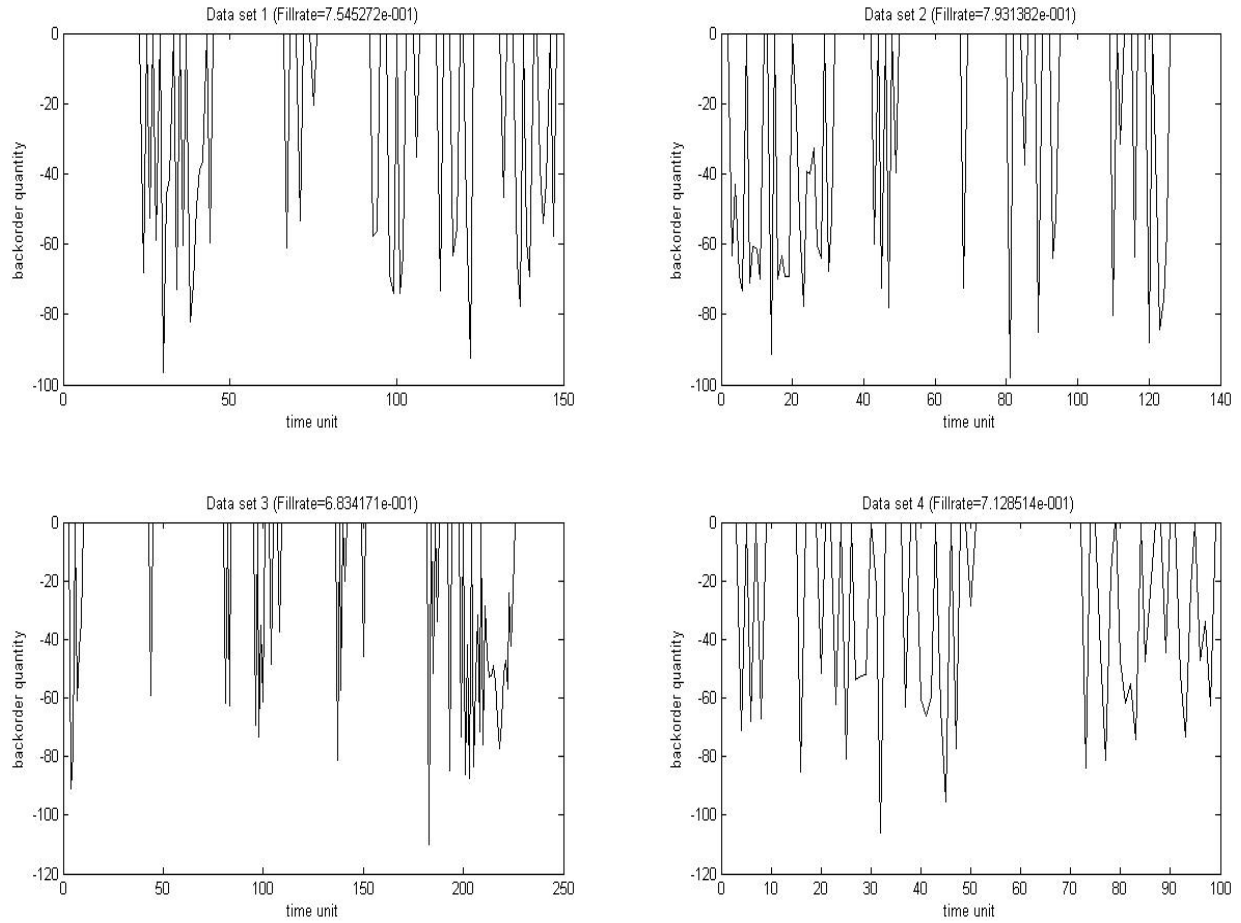 Data set 1 (Fillrate=7.545272e-001)
0
-20
-40
-60
-80
-100
backorder quantity
0 50 100 150
time unit
Data set 2 (Fillrate=7.931382e-001)
0
-20
-40
-60
-80
-100
backorder quantity
0 20 40 60 80 100 120 140
time unit
Data set 3 (Fillrate=6.834171e-001)
0
-20
-40
-60
-80
-100
-120
backorder quantity
0 50 100 150 200 250
time unit
Data set 4 (Fillrate=7.128514e-001)
0
-20
-40
-60
-80
-100
-120
backorder quantity
0 10 20 30 40 50 60 70 80 90 100
time unit